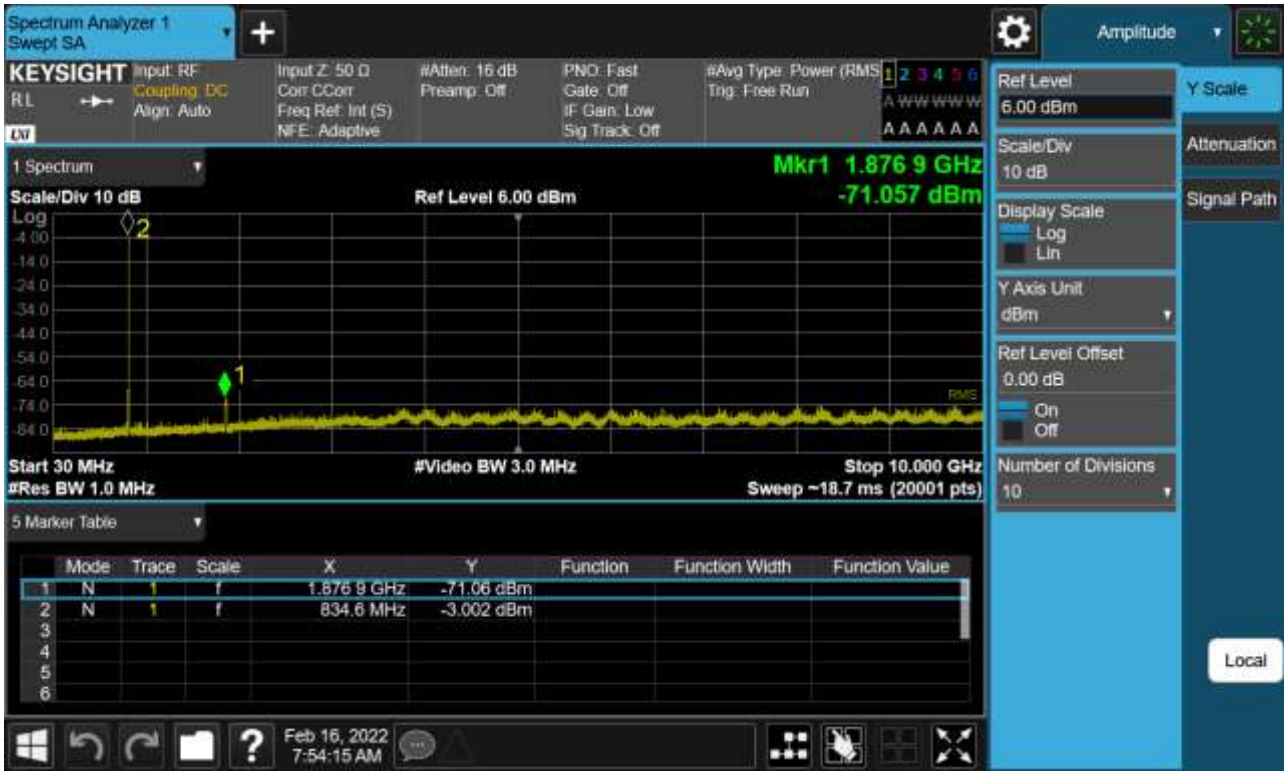 Spectrum Analyzer 1
Swept SA
+
Amplitude
KEYSIGHT
RL
LXI
Input: RF
Coupling: DC
Align: Auto
Input Z: 50 Ω
Corr CCorr
Freq Ref: Int (S)
NFE: Adaptive
#Atten: 16 dB
Preamp: Off
PNO: Fast
Gate: Off
IF Gain: Low
Sig Track: Off
#Avg Type: Power (RMS
Trig: Free Run
1 2 3 4 5 6
A W W W W W
A A A A A A
1 Spectrum
Scale/Div 10 dB
Ref Level 6.00 dBm
Mkr1 1.876 9 GHz
-71.057 dBm
Log
-4.00
-14.0
-24.0
-34.0
-44.0
-54.0
-64.0
-74.0
-84.0
2
1
RMS
Start 30 MHz
#Video BW 3.0 MHz
Stop 10.000 GHz
#Res BW 1.0 MHz
Sweep ~18.7 ms (20001 pts)
5 Marker Table
Mode Trace Scale X Y Function Function Width Function Value
1 N 1 f 1.876 9 GHz -71.06 dBm
2 N 1 f 834.6 MHz -3.002 dBm
3
4
5
6
Ref Level
6.00 dBm
Scale/Div
10 dB
Display Scale
Log
Lin
Y Axis Unit
dBm
Ref Level Offset
0.00 dB
On
Off
Number of Divisions
10
Y Scale
Attenuation
Signal Path
Local
?
Feb 16, 2022
7:54:15 AM